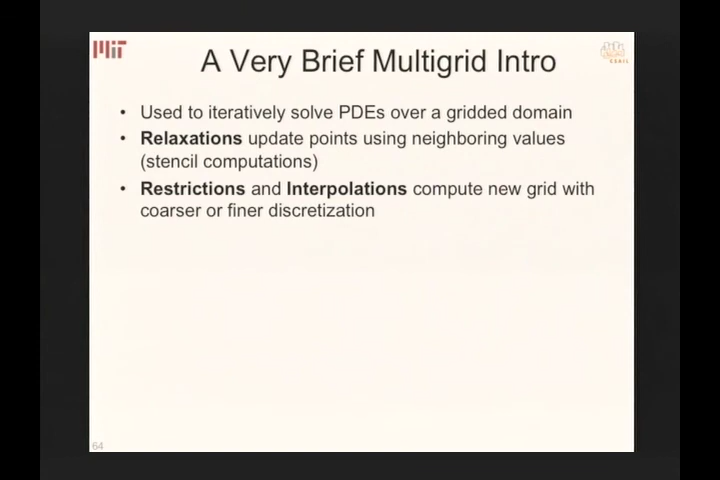 MIT
A Very Brief Multigrid Intro
CSAIL
• Used to iteratively solve PDEs over a gridded domain
• Relaxations update points using neighboring values
(stencil computations)
• Restrictions and Interpolations compute new grid with
coarser or finer discretization
64